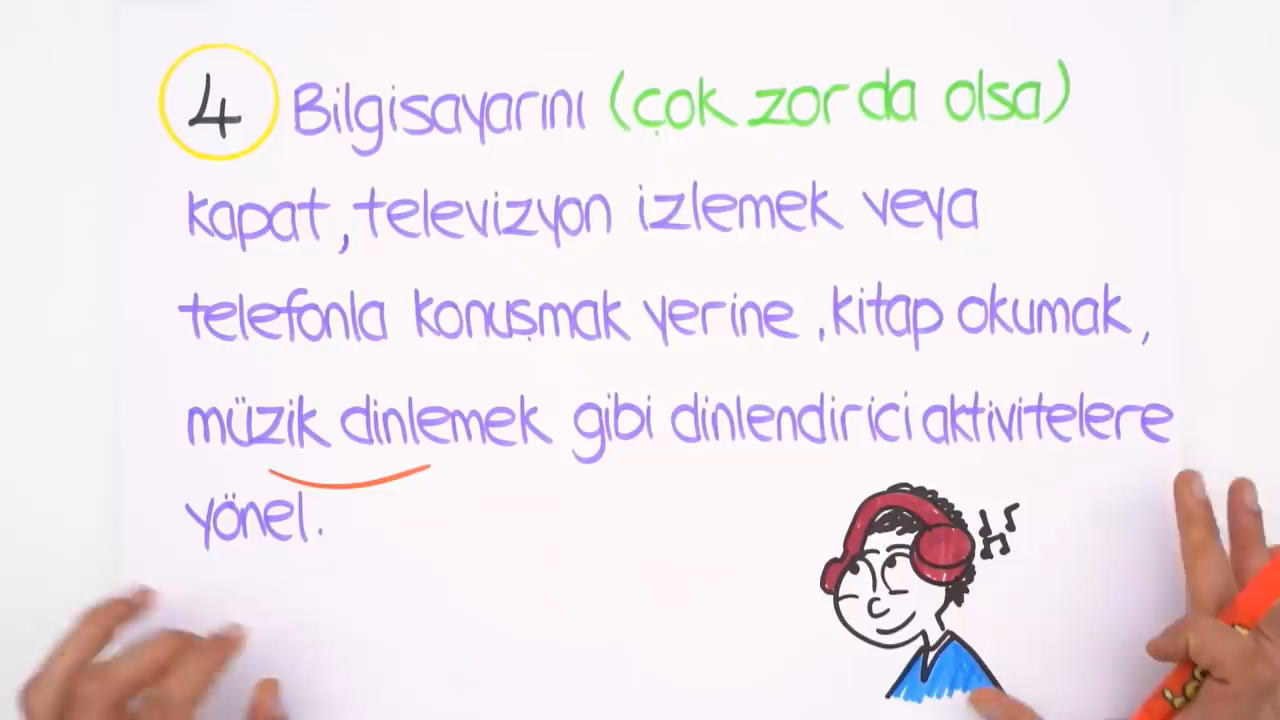 4 Bilgisayarını (çok zor da olsa)
kapat, televizyon izlemek veya
telefonla konuşmak yerine, kitap okumak,
müzik dinlemek gibi dinlendirici aktivitelere
yönel.